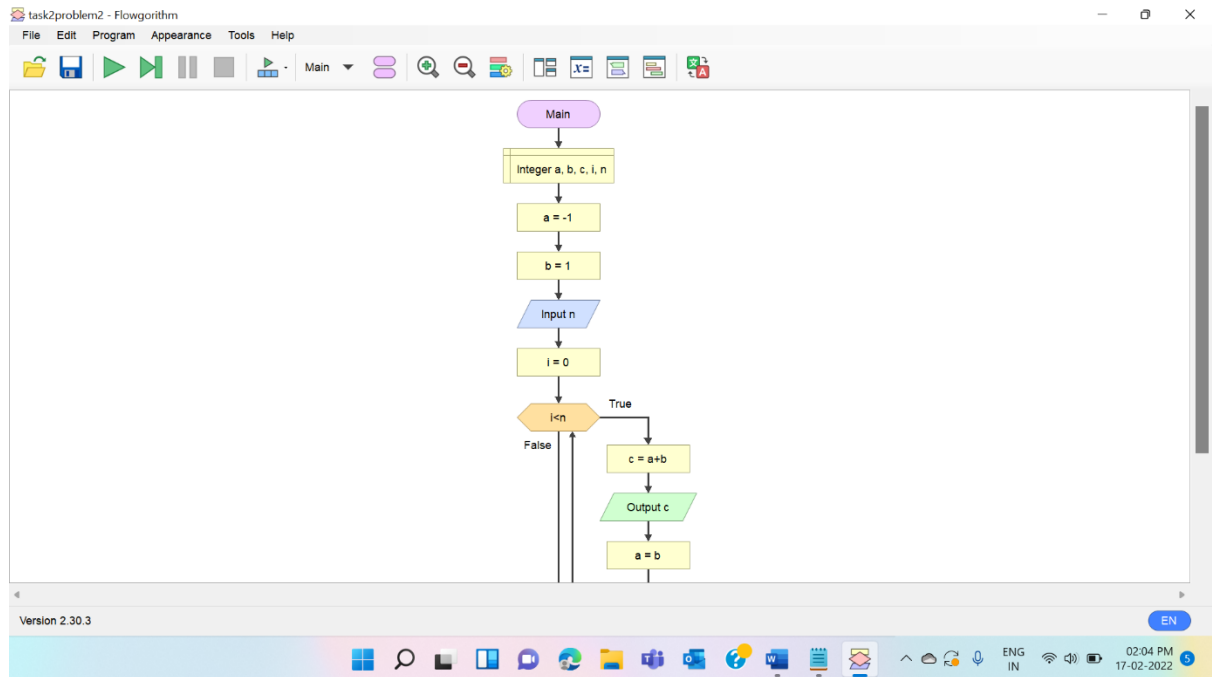 task2problem2 - Flowgorithm
File Edit Program Appearance Tools Help
Main
x=
Main
Integer a, b, c, i, n
a = -1
b = 1
Input n
i = 0
i<n
True
False
c = a+b
Output c
a = b
Version 2.30.3
EN
ENG
IN
02:04 PM
17-02-2022
5